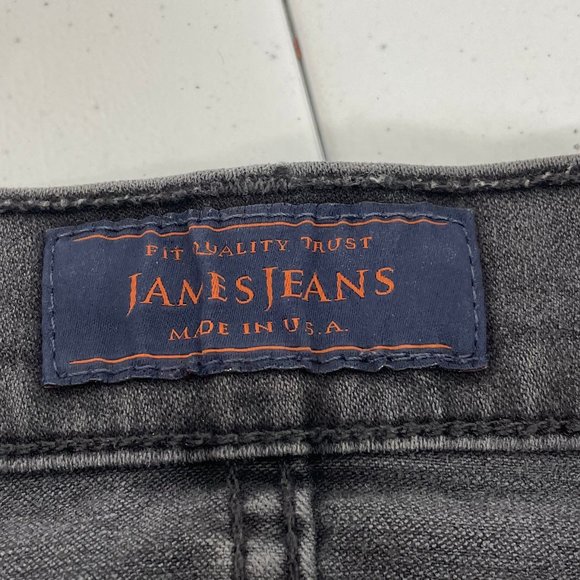 FIT QUALITY TRUST
JAMES JEANS
MADE IN U.S.A.